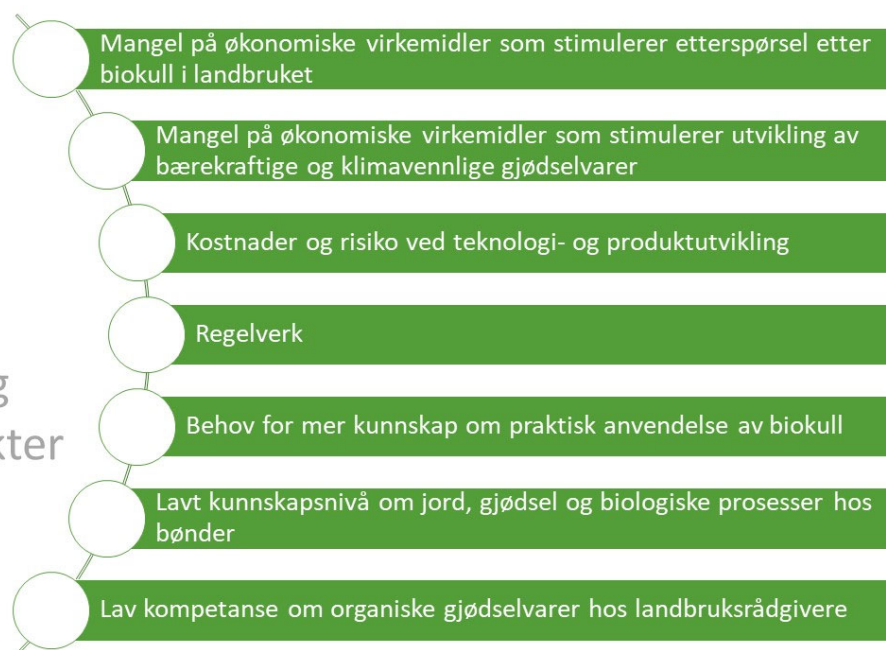 Mangel på økonomiske virkemidler som stimulerer etterspørsel etter
biokull i landbruket
Mangel på økonomiske virkemidler som stimulerer utvikling av
bærekraftige og klimavennlige gjødselvarer
Kostnader og risiko ved teknologi- og produktutvikling
Regelverk
Behov for mer kunnskap om praktisk anvendelse av biokull
Lavt kunnskapsnivå om jord, gjødsel og biologiske prosesser hos
bønder
Lav kompetanse om organiske gjødselvarer hos landbruksrådgivere